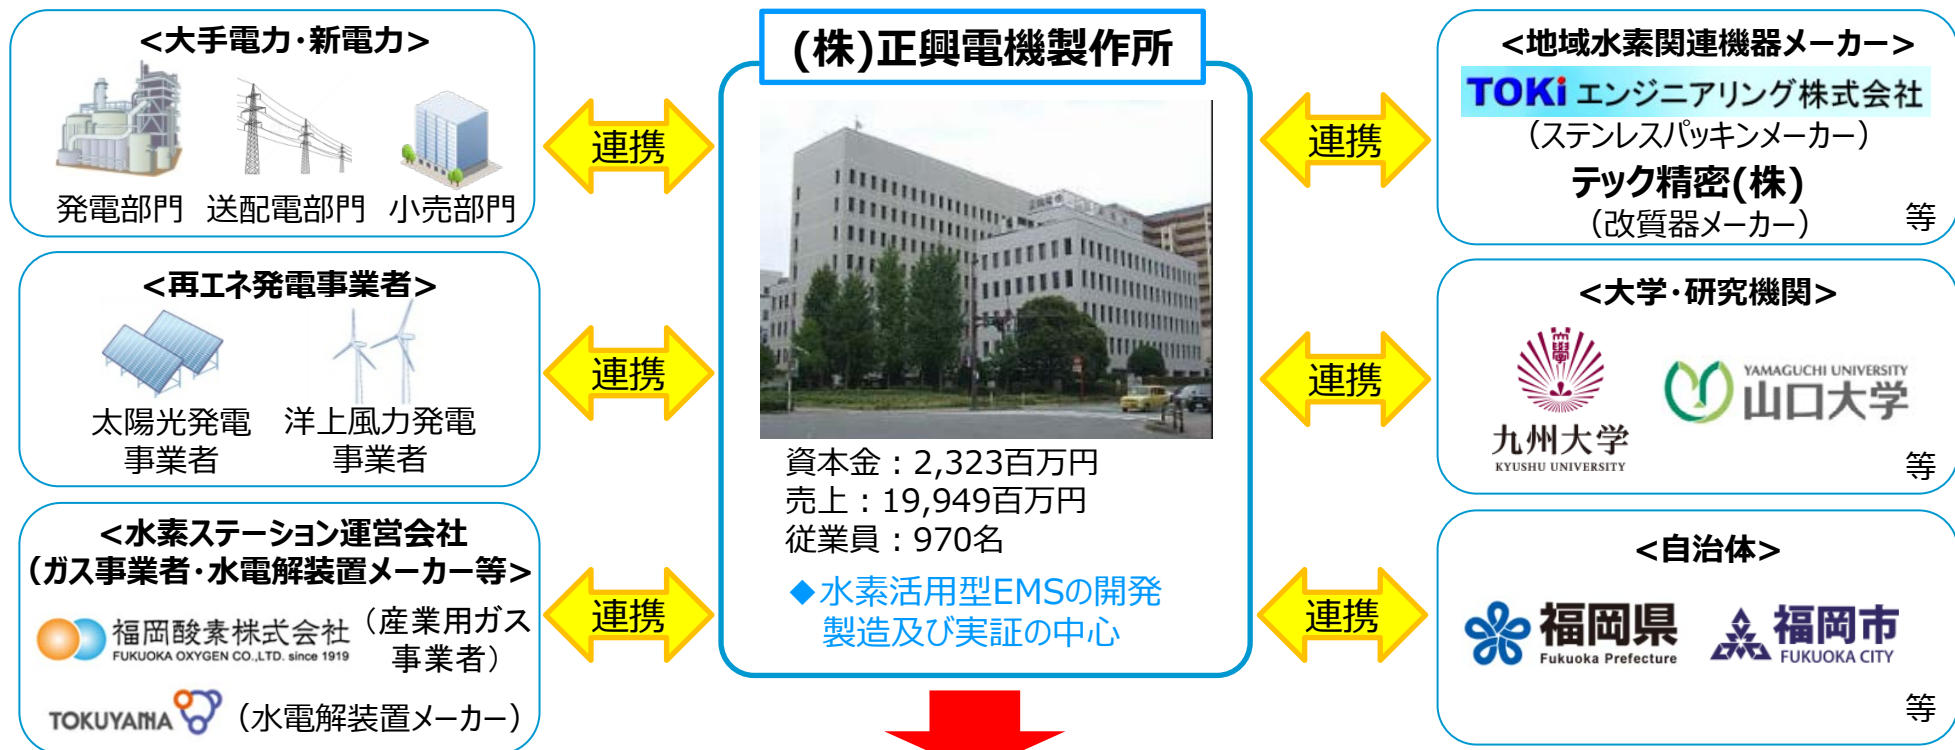 <大手電力・新電力>
発電部門 送配電部門 小売部門
連携
<再エネ発電事業者>
太陽光発電
事業者
洋上風力発電
事業者
連携
<水素ステーション運営会社
(ガス事業者・水電解装置メーカー等>
福岡酸素株式会社
FUKUOKA OXYGEN CO.,LTD. since 1919
(産業用ガス
事業者)
TOKUYAMA
(水電解装置メーカー)
連携
(株)正興電機製作所
資本金：2,323百万円
売上：19,949百万円
従業員：970名
◆水素活用型EMSの開発
製造及び実証の中心
連携
<地域水素関連機器メーカー>
TOKi エンジニアリング株式会社
(ステンレスパッキンメーカー)
テック精密(株)
(改質器メーカー)
等
連携
<大学・研究機関>
九州大学
KYUSHU UNIVERSITY
YAMAGUCHI UNIVERSITY
山口大学
等
連携
<自治体>
福岡県
Fukuoka Prefecture
福岡市
FUKUOKA CITY
等